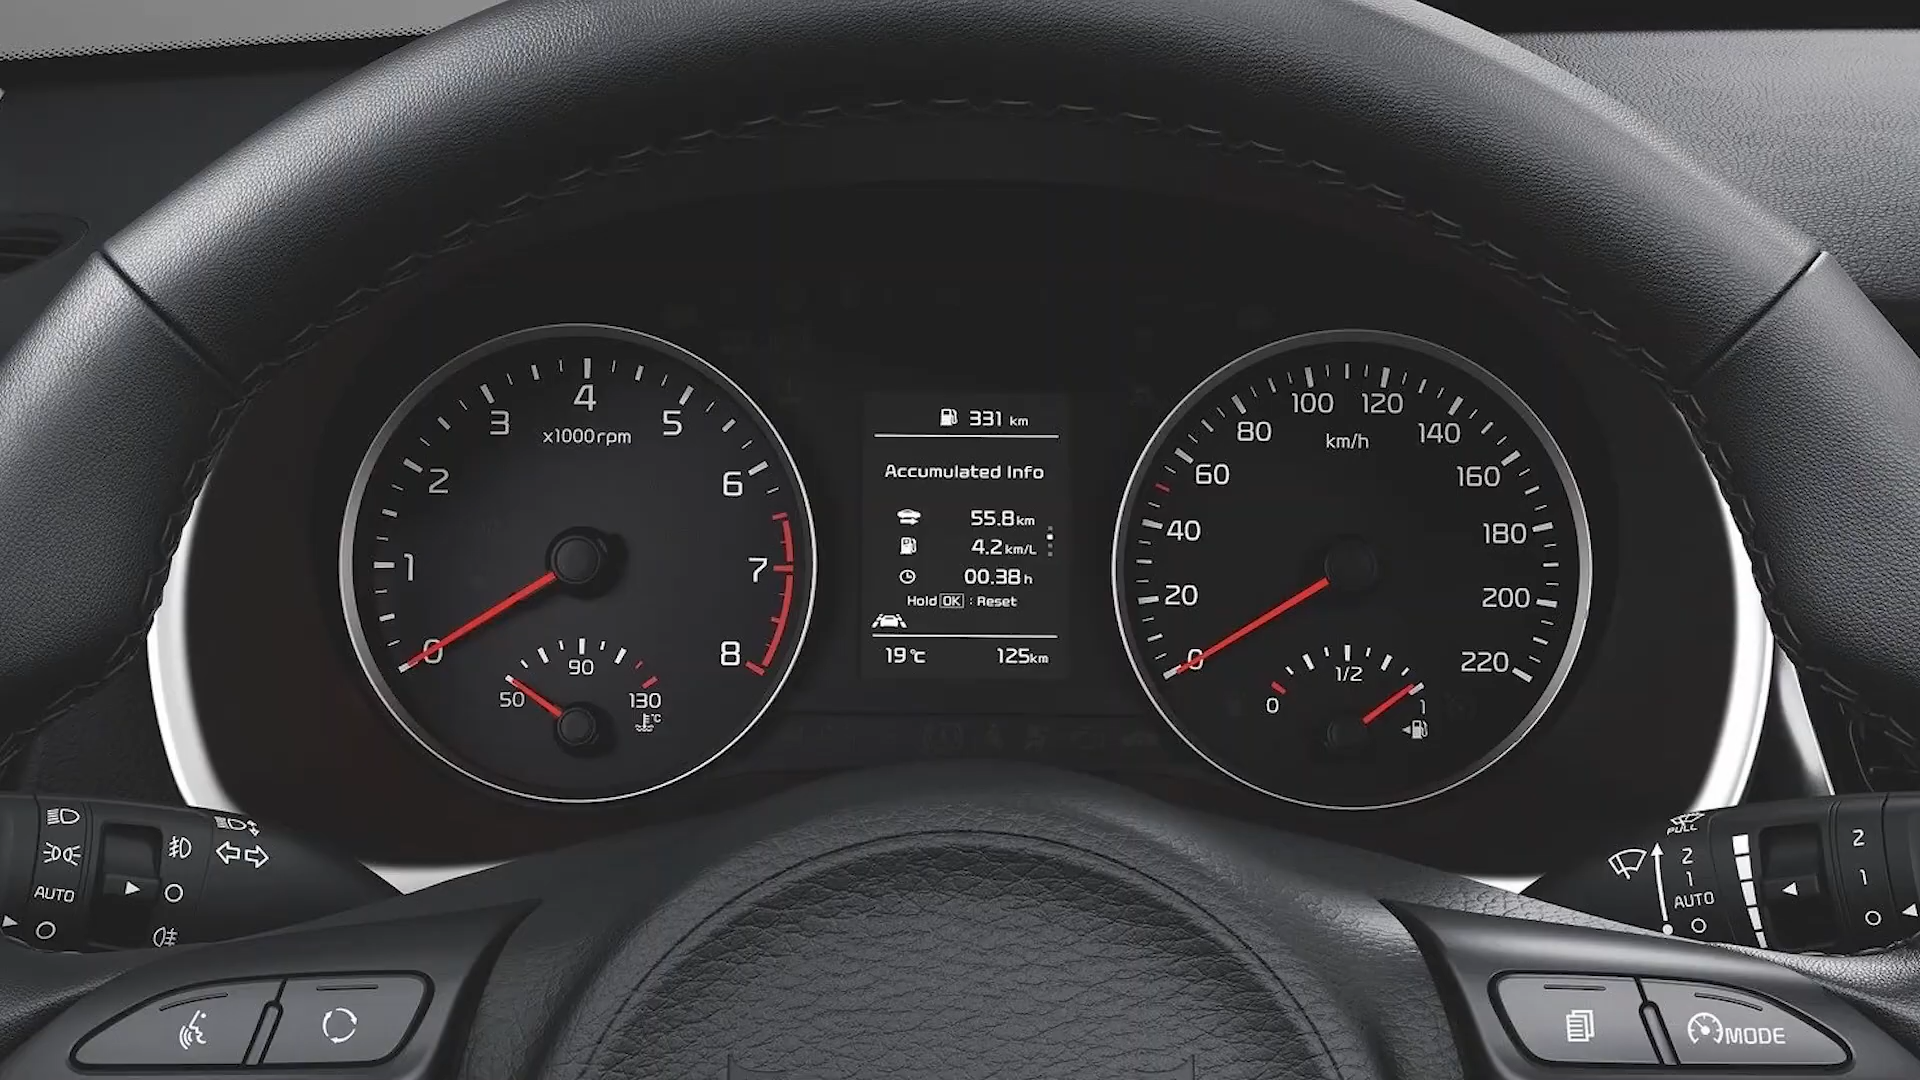 4
3
5
x1000rpm
2
6
1
7
0
8
90
50
130
°C
331 km
Accumulated Info
55.8km
4.2km/L
00.38h
Hold OK : Reset
19°C
125km
100
120
80
140
km/h
60
160
40
180
20
200
0
220
1/2
0
1
AUTO
PULL
2
1
AUTO
2
1
MODE